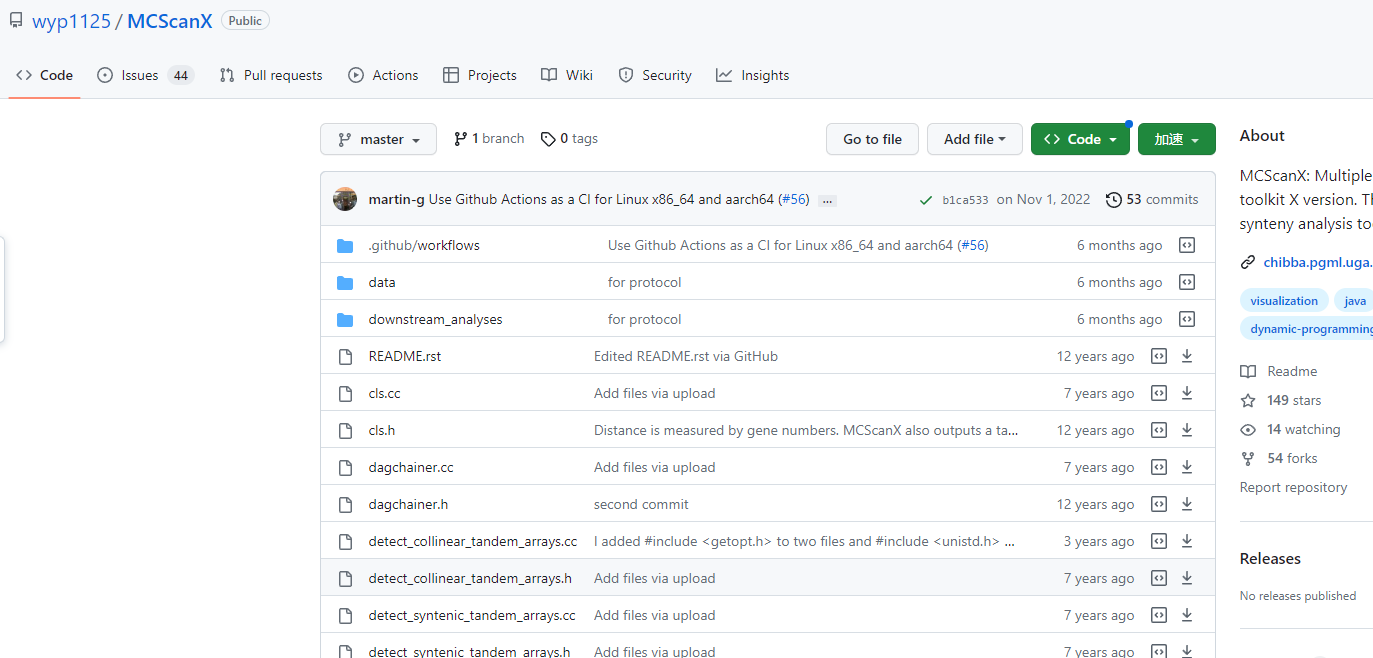 wyp1125 / MCScanX Public
Code Issues 44 Pull requests Actions Projects Wiki Security Insights
master 1 branch 0 tags Go to file Add file Code 加速
martin-g Use Github Actions as a CI for Linux x86_64 and aarch64 (#56) ... b1ca533 on Nov 1, 2022 53 commits
.github/workflows Use Github Actions as a CI for Linux x86_64 and aarch64 (#56) 6 months ago
data for protocol 6 months ago
downstream_analyses for protocol 6 months ago
README.rst Edited README.rst via GitHub 12 years ago
cls.cc Add files via upload 7 years ago
cls.h Distance is measured by gene numbers. MCScanX also outputs a ta... 12 years ago
dagchainer.cc Add files via upload 7 years ago
dagchainer.h second commit 12 years ago
detect_collinear_tandem_arrays.cc I added #include <getopt.h> to two files and #include <unistd.h> ... 3 years ago
detect_collinear_tandem_arrays.h Add files via upload 7 years ago
detect_syntenic_tandem_arrays.cc Add files via upload 7 years ago
detect_syntenic_tandem_arrays.h Add files via upload 7 years ago
About
MCScanX: Multiple
toolkit X version. Th
synteny analysis too
chibba.pgml.uga.
visualization java
dynamic-programming
Readme
149 stars
14 watching
54 forks
Report repository
Releases
No releases published